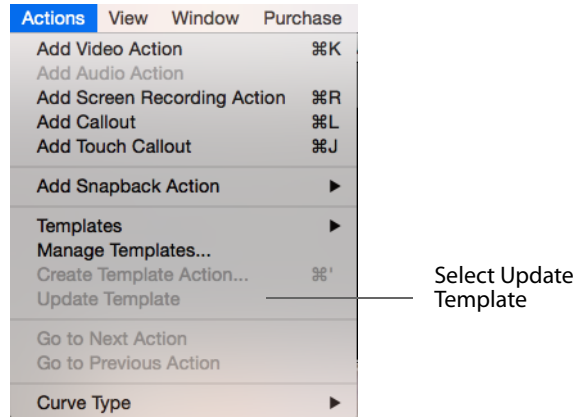 Actions View Window Purchase
Add Video Action ⌘K
Add Audio Action
Add Screen Recording Action ⌘R
Add Callout ⌘L
Add Touch Callout ⌘J
Add Snapback Action ▶
Templates ▶
Manage Templates...
Create Template Action... ⌘'
Update Template
Go to Next Action
Go to Previous Action
Curve Type ▶
Select Update
Template